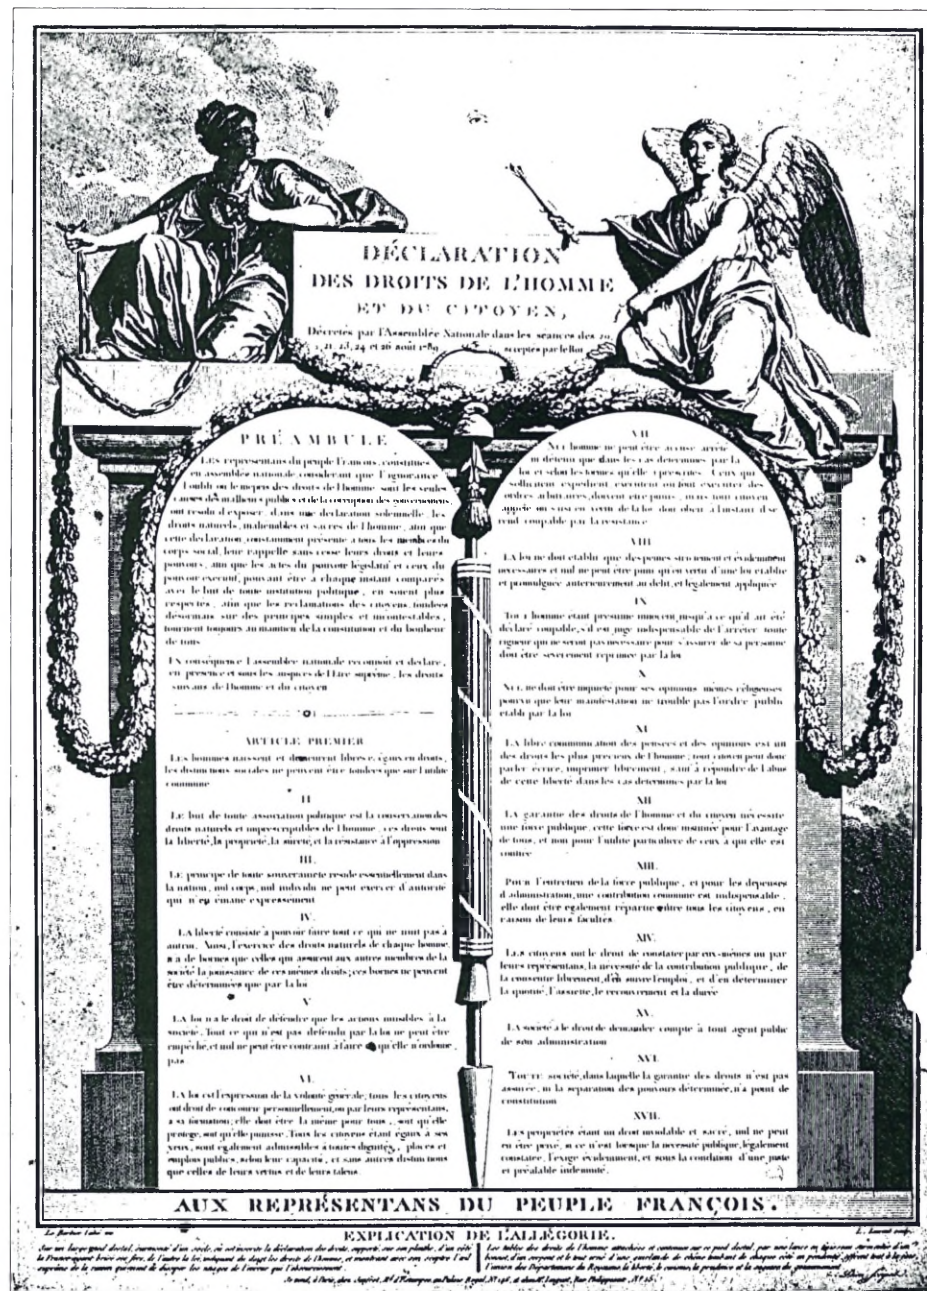 DÉCLARATION
DES DROITS DE L'HOMME
ET DU CITOYEN,
Décretés par l'Assemblée Nationale dans les séances des 20,
21, 23, 24 et 26 août 1789 acceptés par le Roi
PRÉAMBULE
LES représentans du peuple François, constitués
en assemblée nationale, considérant que l'ignorance
l'oubli ou le mépris des droits de l'homme sont les seules
causes des malheurs publics et de la corruption des gouvernemens,
ont résolu d'exposer, dans une déclaration solemnelle, les
droits naturels, inaliénables et sacrés de l'homme, afin que
cette déclaration, constamment présente à tous les membres du
corps social, leur rappelle sans cesse leurs droits et leurs
pouvoirs, afin que les actes du pouvoir législatif et ceux du
pouvoir exécutif, pouvant être à chaque instant comparés
avec le but de toute institution politique, en soient plus
respectés, afin que les réclamations des citoyens, fondées
désormais sur des principes simples et incontestables,
tournent toujours au maintien de la constitution et du bonheur
de tous
EN conséquence l'assemblée nationale reconnoit et déclare,
en présence et sous les auspices de l'Etre suprême, les droits
suivans de l'homme et du citoyen
ARTICLE PREMIER
LES hommes naissent et demeurent libres et égaux en droits,
les distinctions sociales ne peuvent être fondées que sur l'utilité
commune
II
LE but de toute association politique est la conservation des
droits naturels et imprescriptibles de l'homme, ces droits sont
la liberté, la propriété, la sureté, et la résistance à l'oppression
III.
LE principe de toute souveraineté réside essentiellement dans
la nation, nul corps, nul individu ne peut exercer d'autorité
qui n'en émane expressément
IV.
LA liberté consiste à pouvoir faire tout ce qui ne nuit pas à
autrui. Ainsi, l'exercice des droits naturels de chaque homme,
n'a de bornes que celles qui assurent aux autres membres de la
société la jouissance de ces mêmes droits; ces bornes ne peuvent
être déterminées que par la loi
V
LA loi n'a le droit de défendre que les actions nuisibles à la
société. Tout ce qui n'est pas défendu par la loi ne peut être
empêché, et nul ne peut être contraint à faire qu'elle n'ordonne
pas
VI.
LA loi est l'expression de la volonté générale, tous les citoyens
ont droit de concourir personnellement, ou par leurs représentans,
à sa formation; elle doit être la même pour tous, soit qu'elle
protège, soit qu'elle punisse. Tous les citoyens étant égaux à ses
yeux, sont également admissibles à toutes dignités, places et
emplois publics, selon leur capacité, et sans autres distinctions
que celles de leurs vertus et de leurs talens.
VII
NUL homme ne peut être accusé, arrêté
ni détenu que dans les cas déterminés par la
loi et selon les formes qu'elle a prescrites. Ceux qui
sollicitent expédient exécutent ou font exécuter des
ordres arbitraires, doivent être punis, mais tout citoyen
appelé ou saisi en vertu de la loi, doit obéir à l'instant il se
rend coupable par la résistance
VIII
LA loi ne doit établir que des peines strictement et évidemment
nécessaires et nul ne peut être puni qu'en vertu d'une loi établie
et promulguée antérieurement au délit, et légalement appliquée
IX
TOUT homme étant présumé innocent jusqu'à ce qu'il ait été
déclaré coupable, s'il est jugé indispensable de l'arrêter toute
rigueur qui ne seroit pas nécessaire pour s'assurer de sa personne
doit être sévèrement réprimée par la loi
X
NUL ne doit être inquiété pour ses opinions mêmes réligieuses
pourvu que leur manifestation ne trouble pas l'ordre public
établi par la loi
XI
LA libre communication des pensées et des opinions est un
des droits les plus précieux de l'homme, tout citoyen peut donc
parler écrire, imprimer librement, sauf à répondre de l'abus
de cette liberté dans les cas déterminés par la loi
XII
LA garantie des droits de l'homme et du citoyen nécessite
une force publique, cette force est donc instituée pour l'avantage
de tous, et non pour l'utilité particulière de ceux à qui elle est
confiée
XIII.
POUR l'entretien de la force publique, et pour les dépenses
d'administration, une contribution commune est indispensable,
elle doit être également répartie entre tous les citoyens, en
raison de leurs facultés
XIV.
LES citoyens ont le droit de constater par eux-mêmes ou par
leurs représentans, la nécessité de la contribution publique, de
la consentir librement, d'en suivre l'emploi, et d'en déterminer
la quotité, l'assiette, le recouvrement et la durée
XV.
LA société a le droit de demander compte à tout agent public
de son administration
XVI.
TOUTE société, dans laquelle la garantie des droits n'est pas
assurée, ni la séparation des pouvoirs déterminée, n'a point de
constitution
XVII.
LES propriétés étant un droit inviolable et sacré, nul ne peut
en être privé, si ce n'est lorsque la nécessité publique, légalement
constatée, l'exige évidemment, et sous la condition d'une juste
et préalable indemnité.
AUX REPRÉSENTANS DU PEUPLE FRANÇOIS.
Le Barbier L. Laurent sculp.
EXPLICATION DE L'ALLÉGORIE.